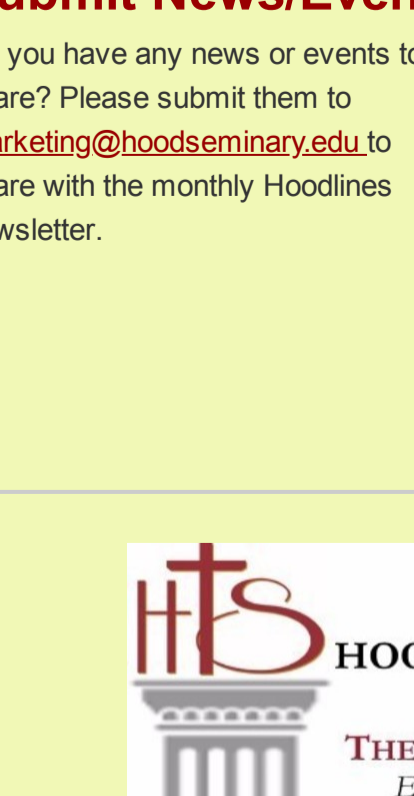 ubmit News/Even
you have any news or events to
are? Please submit them to
arketing@hoodseminary.edu to
are with the monthly Hoodlines
wsletter.
HTS
HOO
THE
E